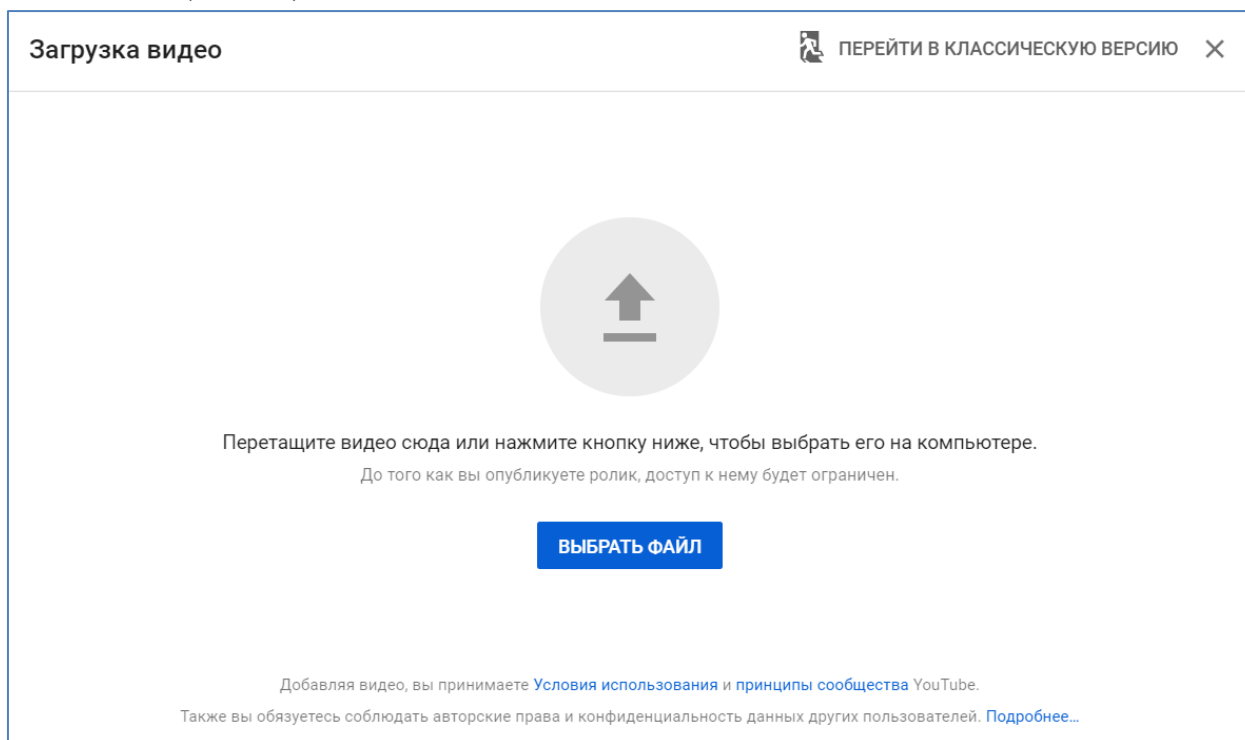 Загрузка видео
ПЕРЕЙТИ В КЛАССИЧЕСКУЮ ВЕРСИЮ
Перетащите видео сюда или нажмите кнопку ниже, чтобы выбрать его на компьютере.
До того как вы опубликуете ролик, доступ к нему будет ограничен.
ВЫБРАТЬ ФАЙЛ
Добавляя видео, вы принимаете Условия использования и принципы сообщества YouTube.
Также вы обязуетесь соблюдать авторские права и конфиденциальность данных других пользователей. Подробнее…